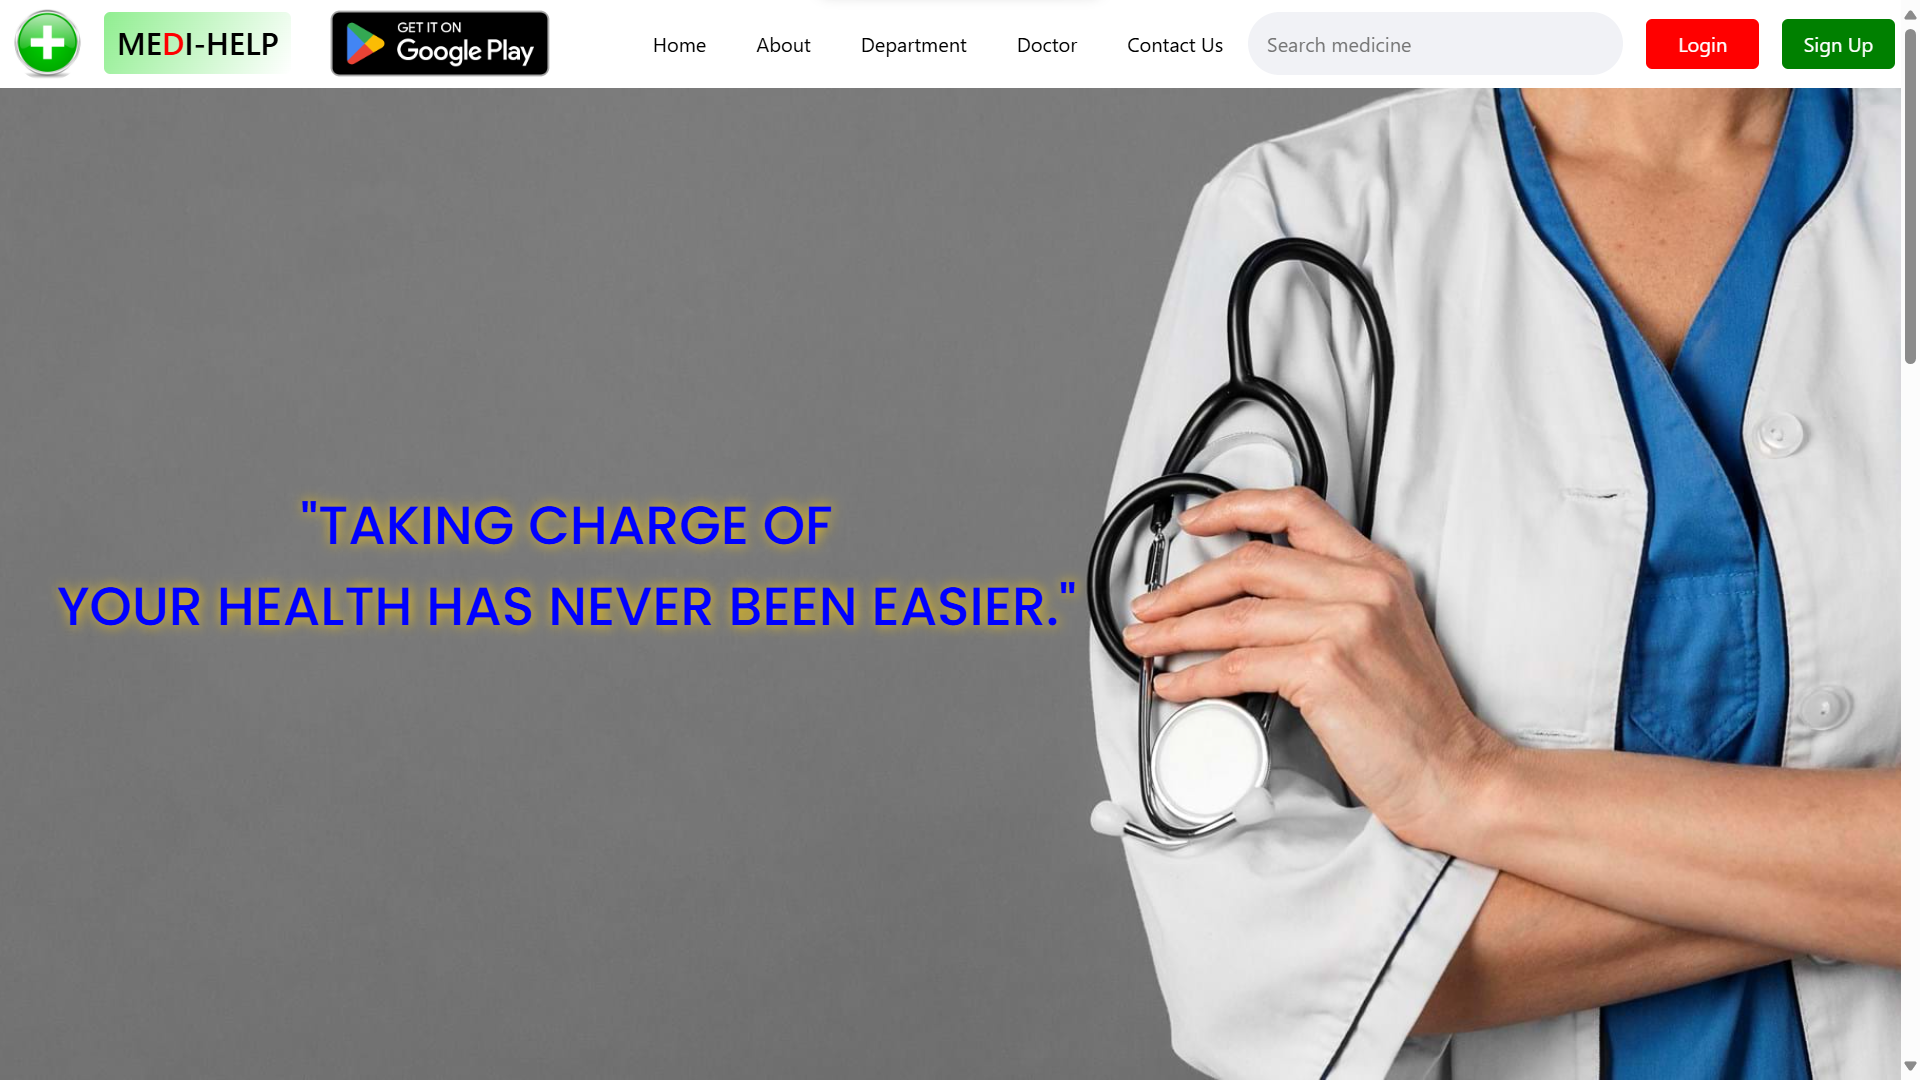 MEDI-HELP
GET IT ON
Google Play
Home
About
Department
Doctor
Contact Us
Search medicine
Login
Sign Up
"TAKING CHARGE OF
YOUR HEALTH HAS NEVER BEEN EASIER."